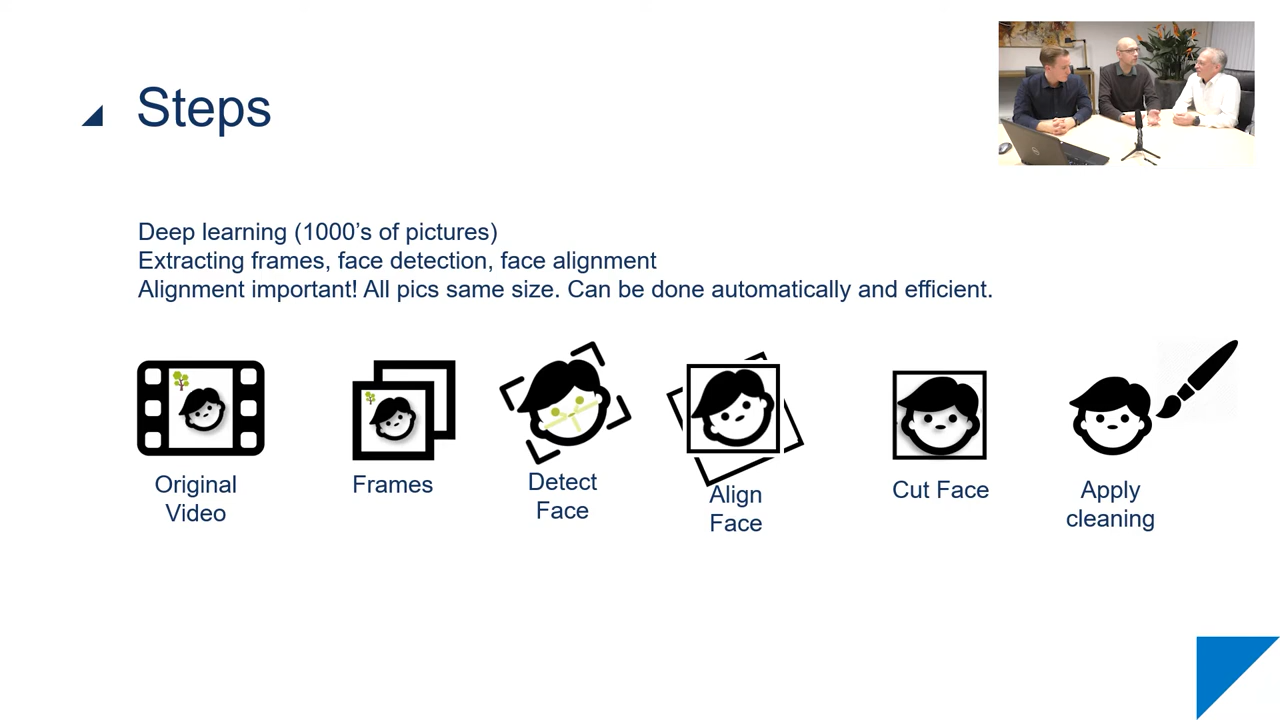 Steps
Deep learning (1000’s of pictures)
Extracting frames, face detection, face alignment
Alignment important! All pics same size. Can be done automatically and efficient.
Original
Video
Frames
Detect
Face
Align
Face
Cut Face
Apply
cleaning